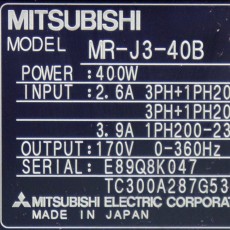 MITSUBISHI
MODEL MR-J3-40B
POWER :400W
INPUT :2.6A 3PH+1PH20
3PH+1PH20
3.9A 1PH200-23
OUTPUT:170V 0-360Hz
SERIAL: E89Q8K047
TC300A287G53
MITSUBISHI ELECTRIC CORPORAT
MADE IN JAPAN